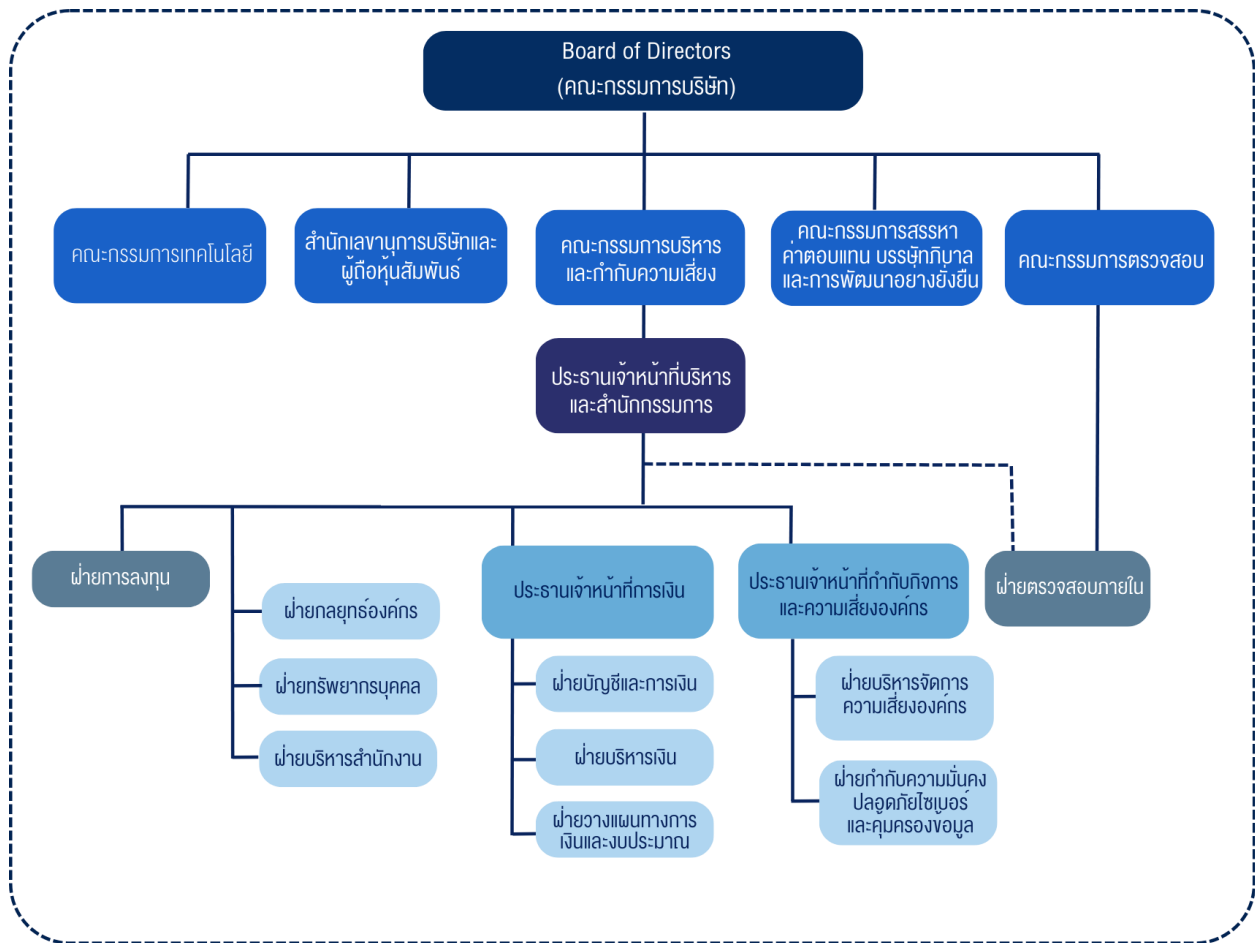 Board of Directors
(คณะกรรมการบริษัท)
คณะกรรมการเทคโนโลยี
สำนักเลขานุการบริษัทและ
ผู้ถือหุ้นสัมพันธ์
คณะกรรมการบริหาร
และกำกับความเสี่ยง
คณะกรรมการสรรหา
ค่าตอบแทน บรรษัทภิบาล
และการพัฒนาอย่างยั่งยืน
คณะกรรมการตรวจสอบ
ประธานเจ้าหน้าที่บริหาร
และสำนักกรรมการ
ฝ่ายการลงทุน
ฝ่ายกลยุทธ์องค์กร
ฝ่ายทรัพยากรบุคคล
ฝ่ายบริหารสำนักงาน
ประธานเจ้าหน้าที่การเงิน
ฝ่ายบัญชีและการเงิน
ฝ่ายบริหารเงิน
ฝ่ายวางแผนทางการ
เงินและงบประมาณ
ประธานเจ้าหน้าที่กำกับกิจการ
และความเสี่ยงองค์กร
ฝ่ายบริหารจัดการ
ความเสี่ยงองค์กร
ฝ่ายกำกับความมั่นคง
ปลอดภัยไซเบอร์
และคุ้มครองข้อมูล
ฝ่ายตรวจสอบภายใน